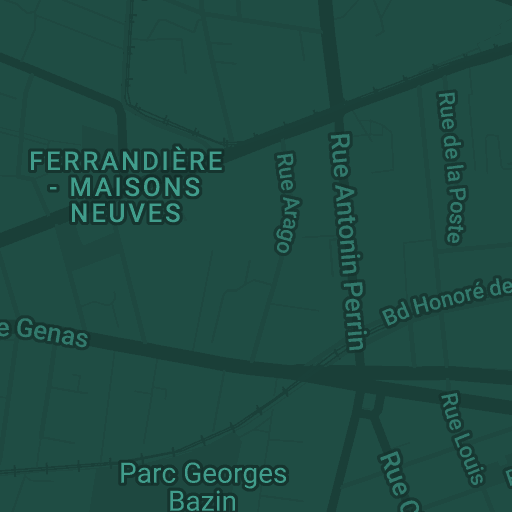 FERRANDIÈRE
- MAISONS
NEUVES
Rue Arago
Rue Antonin Perrin
Rue de la Poste
Bd Honoré de
e Genas
Rue Louis
Rue
Parc Georges
Bazin